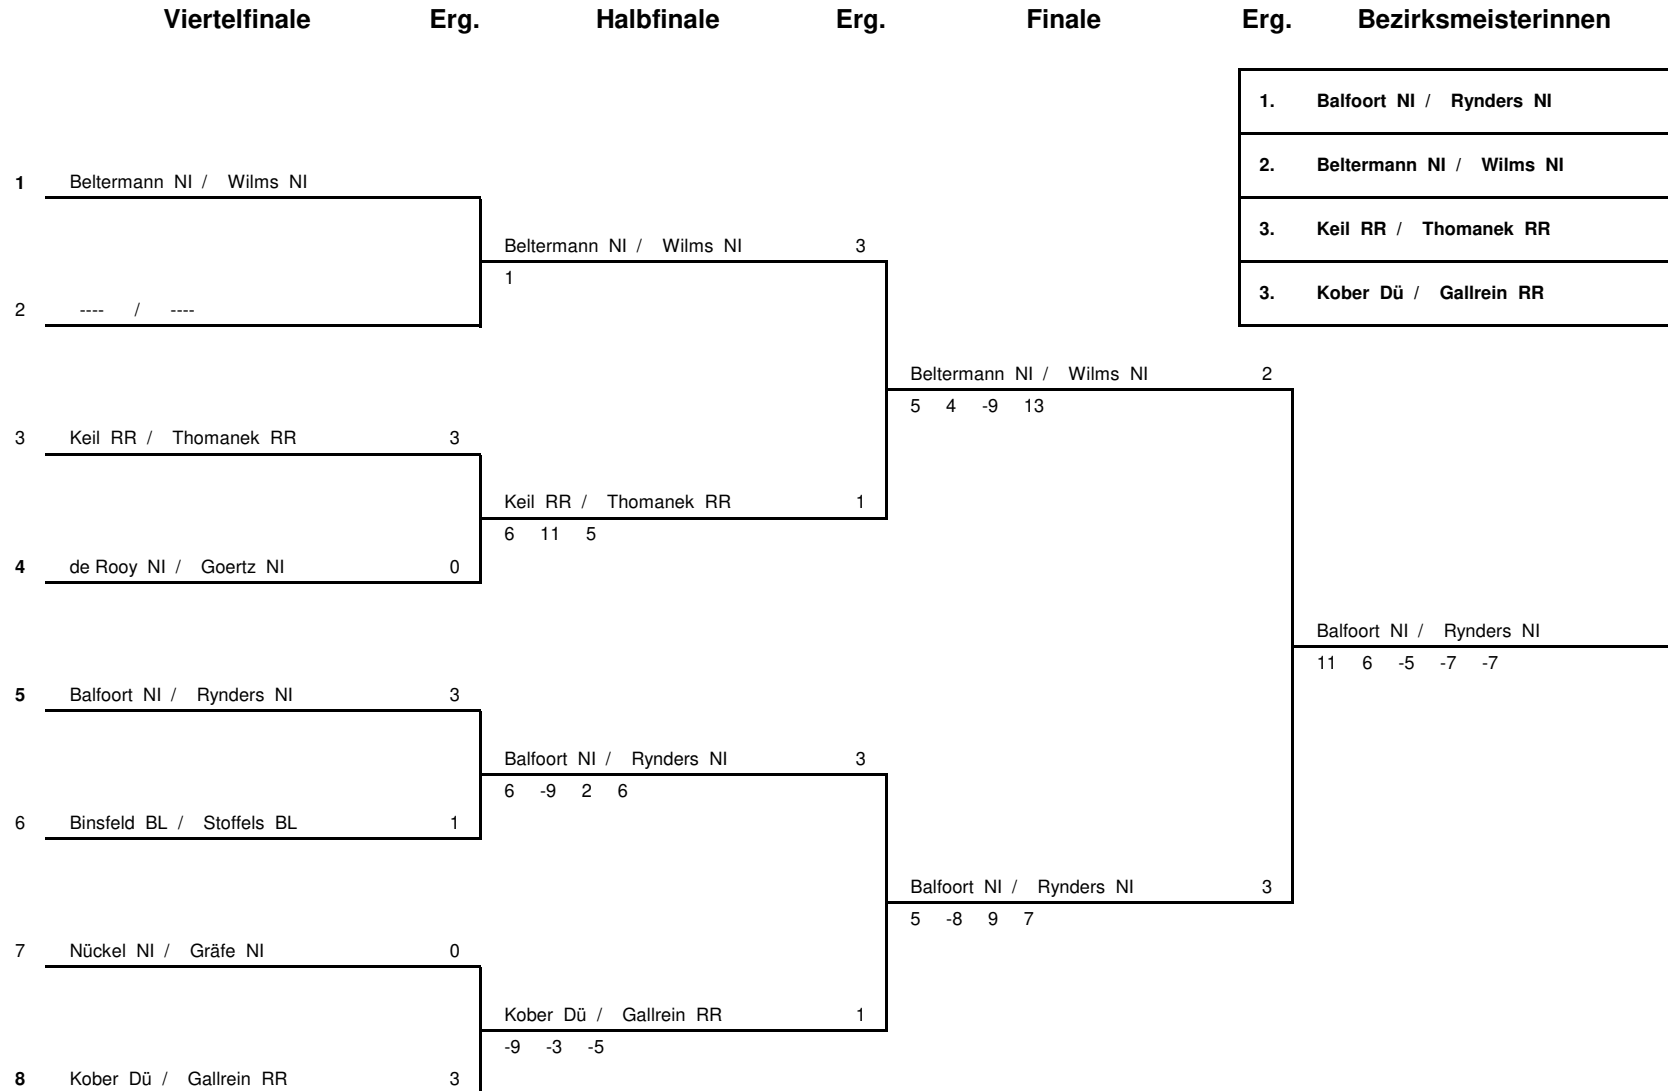 Viertelfinale Erg. Halbfinale Erg. Finale Erg. Bezirksmeisterinnen
1. Balfoort NI / Rynders NI
2. Beltermann NI / Wilms NI
1 Beltermann NI / Wilms NI
3. Keil RR / Thomanek RR
Beltermann NI / Wilms NI 3
1
3. Kober Dü / Gallrein RR
2 ---- / ----
Beltermann NI / Wilms NI 2
5 4 -9 13
3 Keil RR / Thomanek RR 3
Keil RR / Thomanek RR 1
6 11 5
4 de Rooy NI / Goertz NI 0
Balfoort NI / Rynders NI
11 6 -5 -7 -7
5 Balfoort NI / Rynders NI 3
Balfoort NI / Rynders NI 3
6 -9 2 6
6 Binsfeld BL / Stoffels BL 1
Balfoort NI / Rynders NI 3
5 -8 9 7
7 Nückel NI / Gräfe NI 0
Kober Dü / Gallrein RR 1
-9 -3 -5
8 Kober Dü / Gallrein RR 3